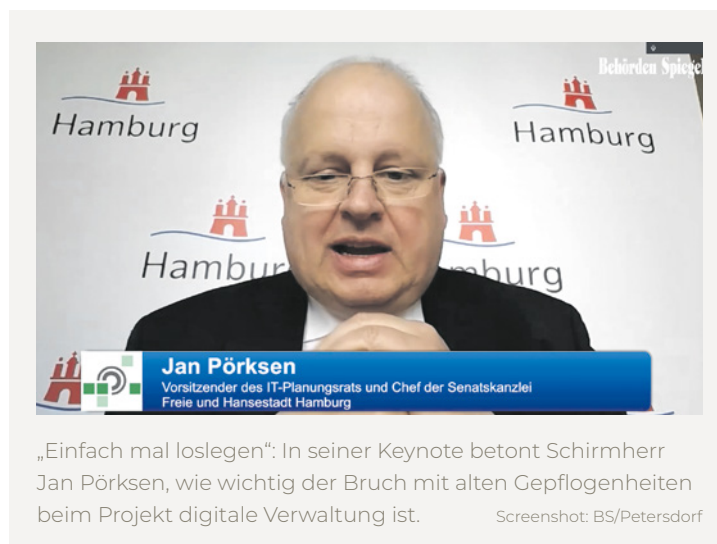 Behörden Spiegel
Hamburg
Hamburg
Hamburg
Hamburg
Jan Pörksen
Vorsitzender des IT-Planungsrats und Chef der Senatskanzlei
Freie und Hansestadt Hamburg
„Einfach mal loslegen“: In seiner Keynote betont Schirmherr
Jan Pörksen, wie wichtig der Bruch mit alten Gepflogenheiten
beim Projekt digitale Verwaltung ist. Screenshot: BS/Petersdorf